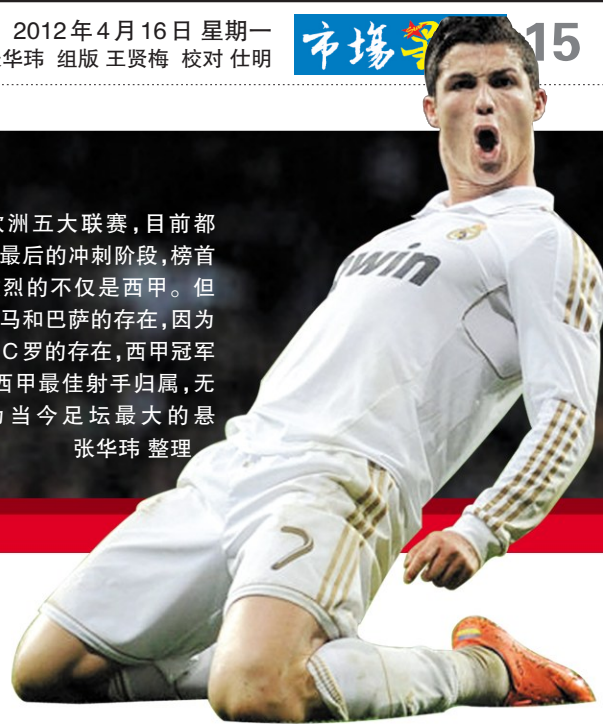 2012年4月16日 星期一
华玮 组版 王贤梅 校对 仕明
市場
15
洲五大联赛,目前都
最后的冲刺阶段,榜首
烈的不仅是西甲。但
马和巴萨的存在,因为
C罗的存在,西甲冠军
西甲最佳射手归属,无
当今足坛最大的悬
张华玮 整理
win
7